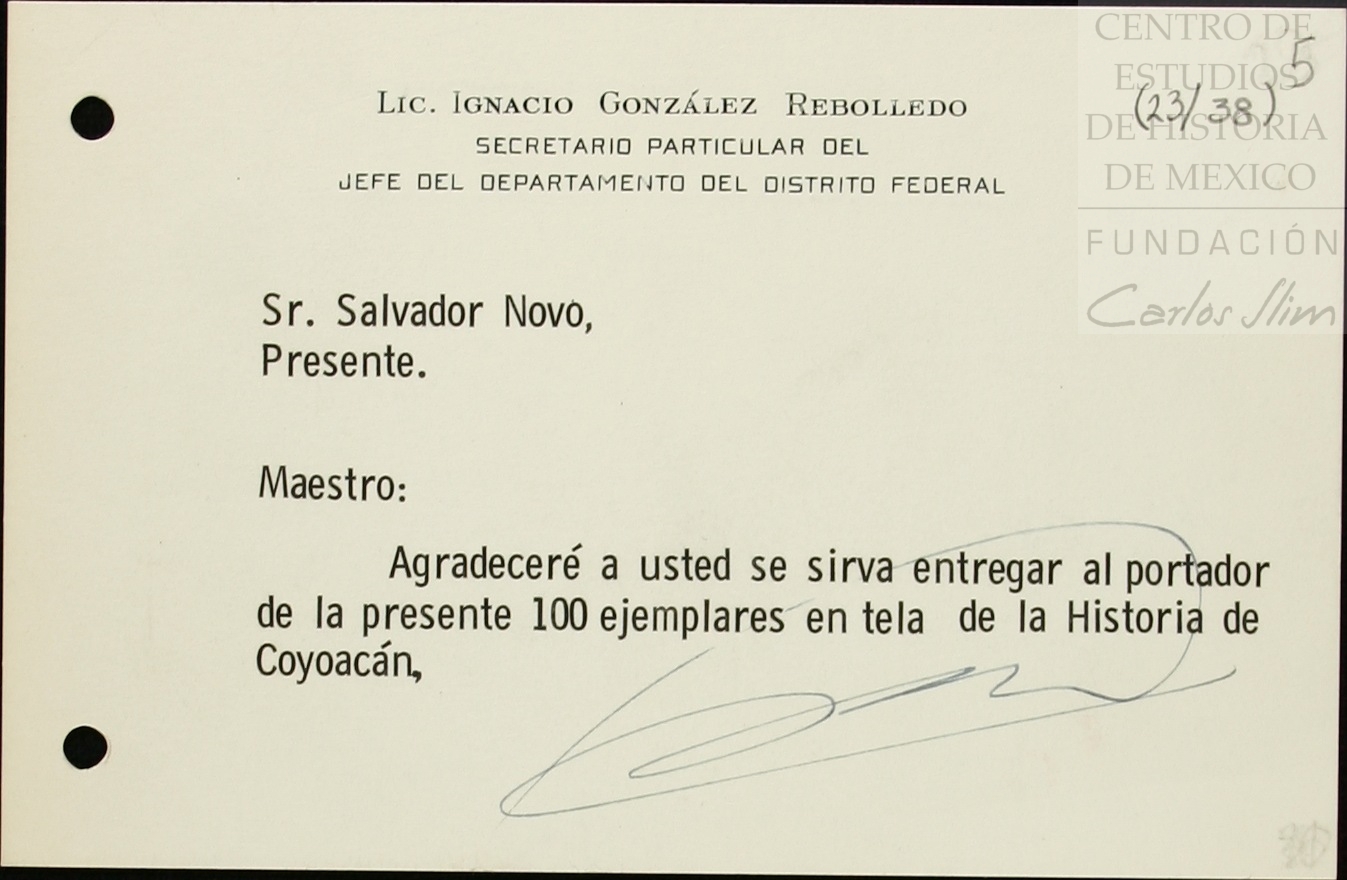 CENTRO DE
ESTUDIOS
DE HISTORIA
DE MEXICO
FUNDACIÓN
Carlos Slim
5
(23/38)
LIC. IGNACIO GONZÁLEZ REBOLLEDO
SECRETARIO PARTICULAR DEL
JEFE DEL DEPARTAMENTO DEL DISTRITO FEDERAL
Sr. Salvador Novo,
Presente.
Maestro:
Agradeceré a usted se sirva entregar al portador
de la presente 100 ejemplares en tela de la Historia de
Coyoacán,